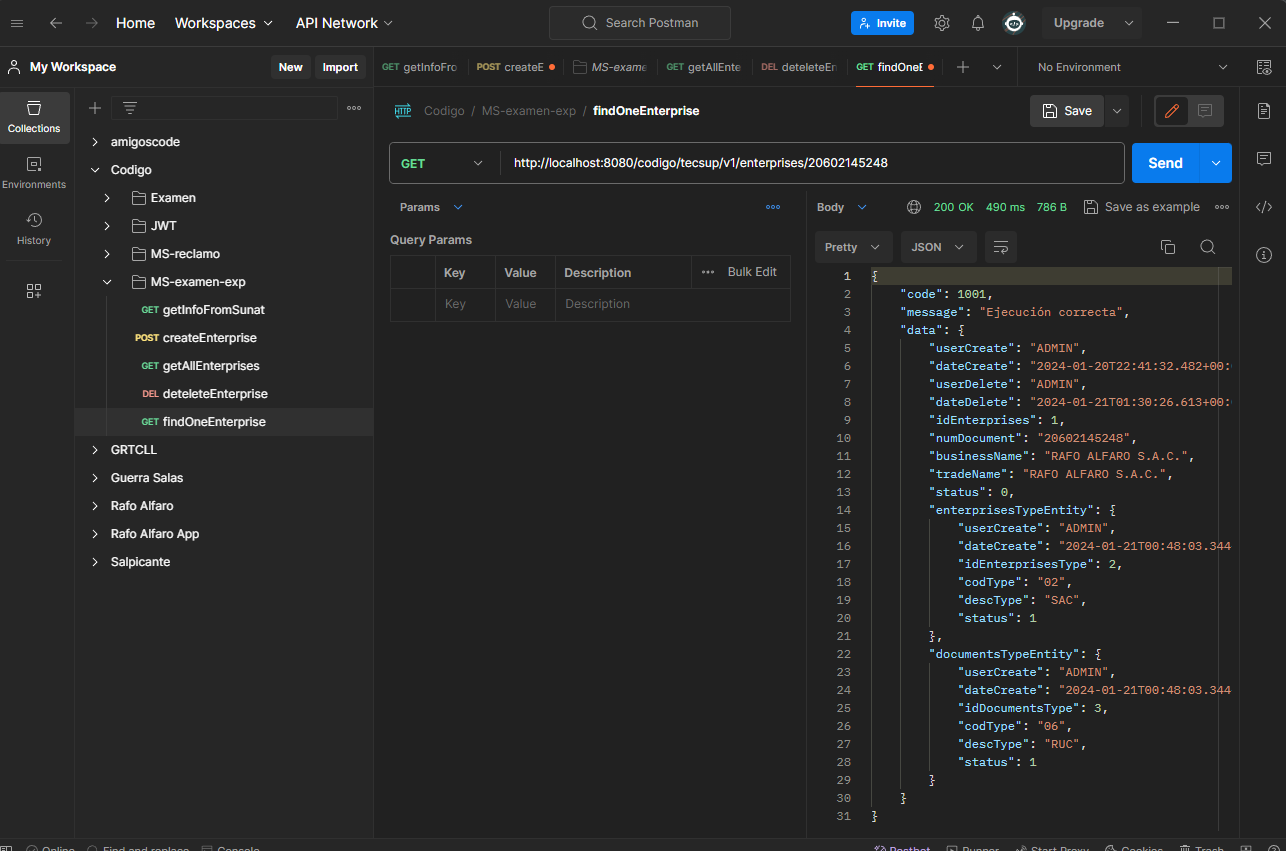 Home Workspaces API Network Search Postman Invite Upgrade
My Workspace New Import
GET getInfoFro POST createE MS-exame GET getAllEnte DEL deteleteEn GET findOneE No Environment
Collections
Environments
History
amigoscode
Codigo
Examen
JWT
MS-reclamo
MS-examen-exp
GET getInfoFromSunat
POST createEnterprise
GET getAllEnterprises
DEL deteleteEnterprise
GET findOneEnterprise
GRTCLL
Guerra Salas
Rafo Alfaro
Rafo Alfaro App
Salpicante
HTTP Codigo / MS-examen-exp / findOneEnterprise Save
GET http://localhost:8080/codigo/tecsup/v1/enterprises/20602145248 Send
Params
Query Params
Key Value Description Bulk Edit
Key Value Description
Body 200 OK 490 ms 786 B Save as example
Pretty JSON
1 {
2 "code": 1001,
3 "message": "Ejecución correcta",
4 "data": {
5 "userCreate": "ADMIN",
6 "dateCreate": "2024-01-20T22:41:32.482+00:
7 "userDelete": "ADMIN",
8 "dateDelete": "2024-01-21T01:30:26.613+00:
9 "idEnterprises": 1,
10 "numDocument": "20602145248",
11 "businessName": "RAFO ALFARO S.A.C.",
12 "tradeName": "RAFO ALFARO S.A.C.",
13 "status": 0,
14 "enterprisesTypeEntity": {
15 "userCreate": "ADMIN",
16 "dateCreate": "2024-01-21T00:48:03.344
17 "idEnterprisesType": 2,
18 "codType": "02",
19 "descType": "SAC",
20 "status": 1
21 },
22 "documentsTypeEntity": {
23 "userCreate": "ADMIN",
24 "dateCreate": "2024-01-21T00:48:03.344
25 "idDocumentsType": 3,
26 "codType": "06",
27 "descType": "RUC",
28 "status": 1
29 }
30 }
31 }
Online Find and replace Console Postbot Runner Start Proxy Cookies Trash